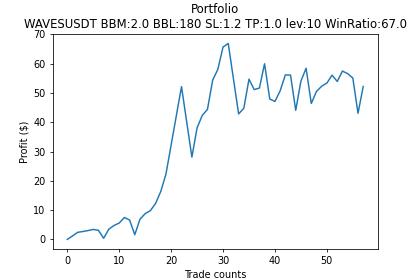 Portfolio
WAVESUSDT BBM:2.0 BBL:180 SL:1.2 TP:1.0 lev:10 WinRatio:67.0
Profit ($)
70
60
50
40
30
20
10
0
0 10 20 30 40 50
Trade counts